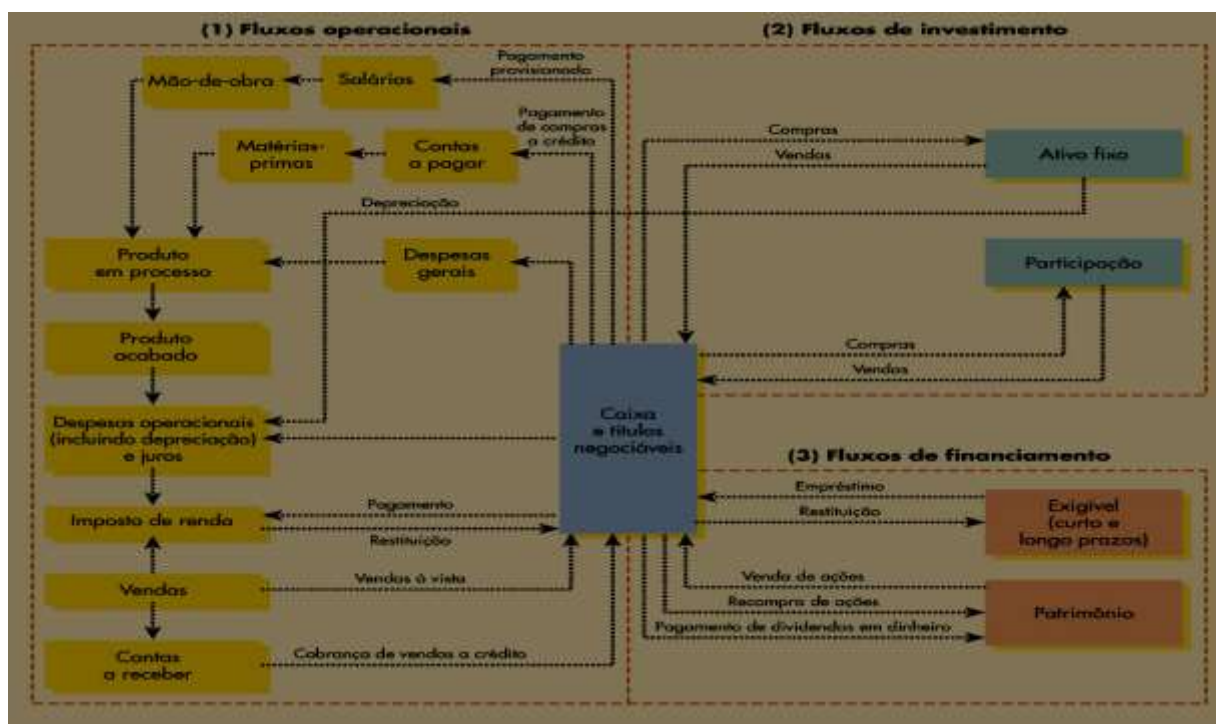 (1) Fluxos operacionais
Mão-de-obra
Salários
Pagamento
provisionado
Matérias-
primas
Contas
a pagar
Pagamento
de compras
a crédito
Depreciação
Produto
em processo
Despesas
gerais
Produto
acabado
Despesas operacionais
(incluindo depreciação)
e juros
Imposto de renda
Pagamento
Restituição
Vendas
Vendas à vista
Contas
a receber
Cobrança de vendas a crédito
Caixa
e títulos
negociáveis
(2) Fluxos de investimento
Compras
Vendas
Ativo fixo
Participação
Compras
Vendas
(3) Fluxos de financiamento
Empréstimo
Restituição
Exigível
(curto e
longo prazos)
Venda de ações
Recompra de ações
Pagamento de dividendos em dinheiro
Patrimônio